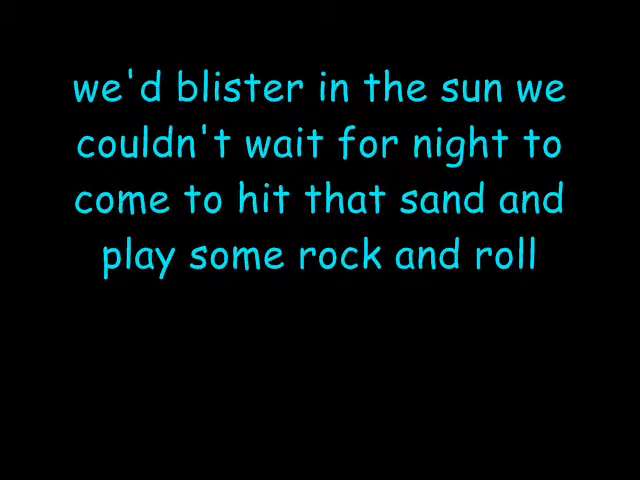 we'd blister in the sun we
couldn't wait for night to
come to hit that sand and
play some rock and roll